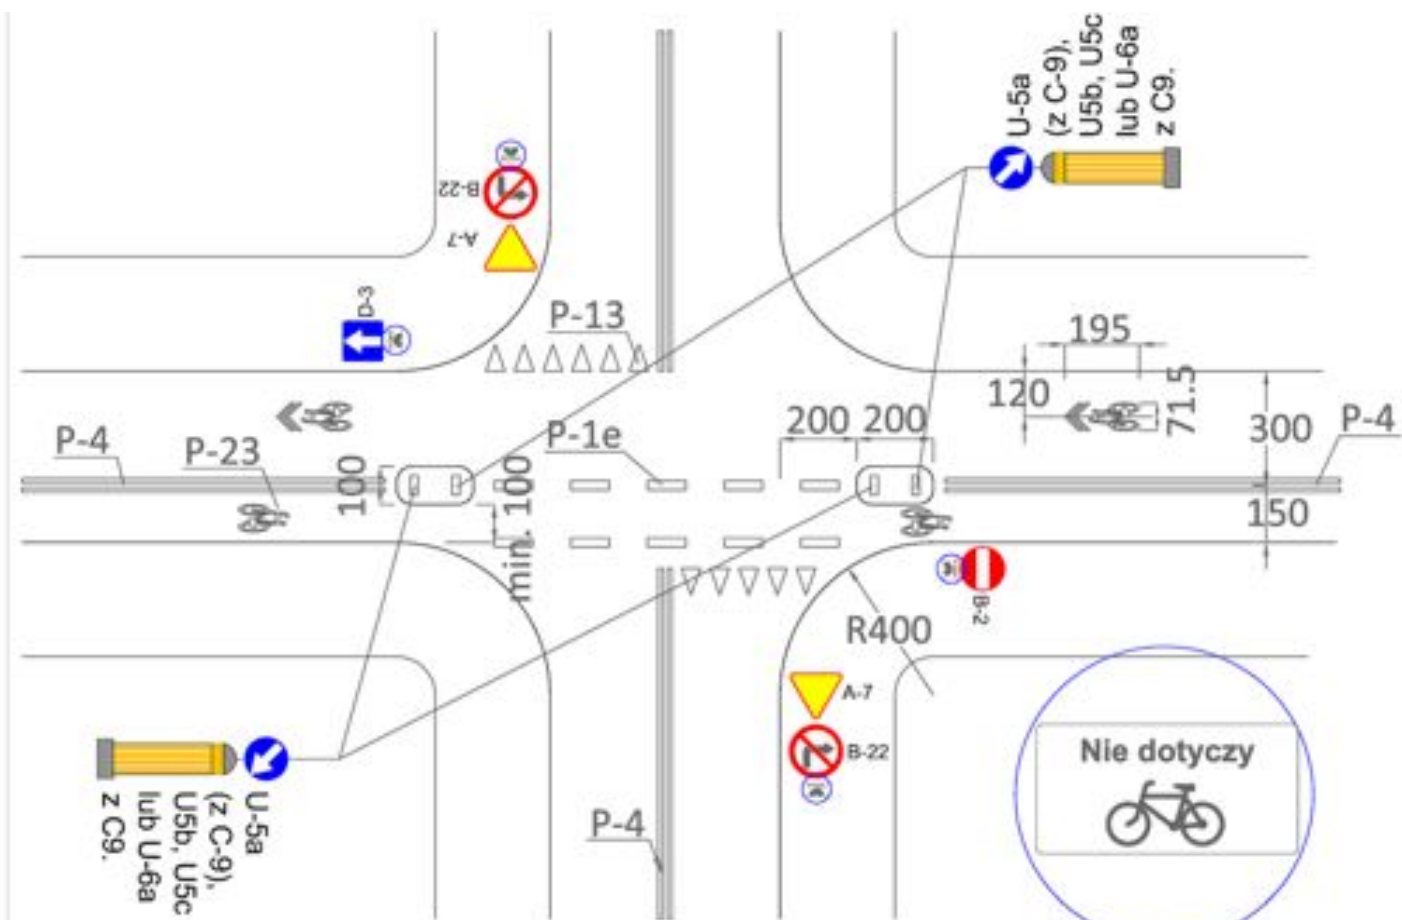 U-5a
(z C-9),
U5b, U5c
lub U-6a
z C9.
B-22
A-7
D-3
P-13
195
120
71.5
200 200
300
P-4
P-4
P-23
P-1e
100
min. 100
150
B-2
R400
A-7
B-22
P-4
U-5a
(z C-9),
U5b, U5c
lub U-6a
z C9.
Nie dotyczy